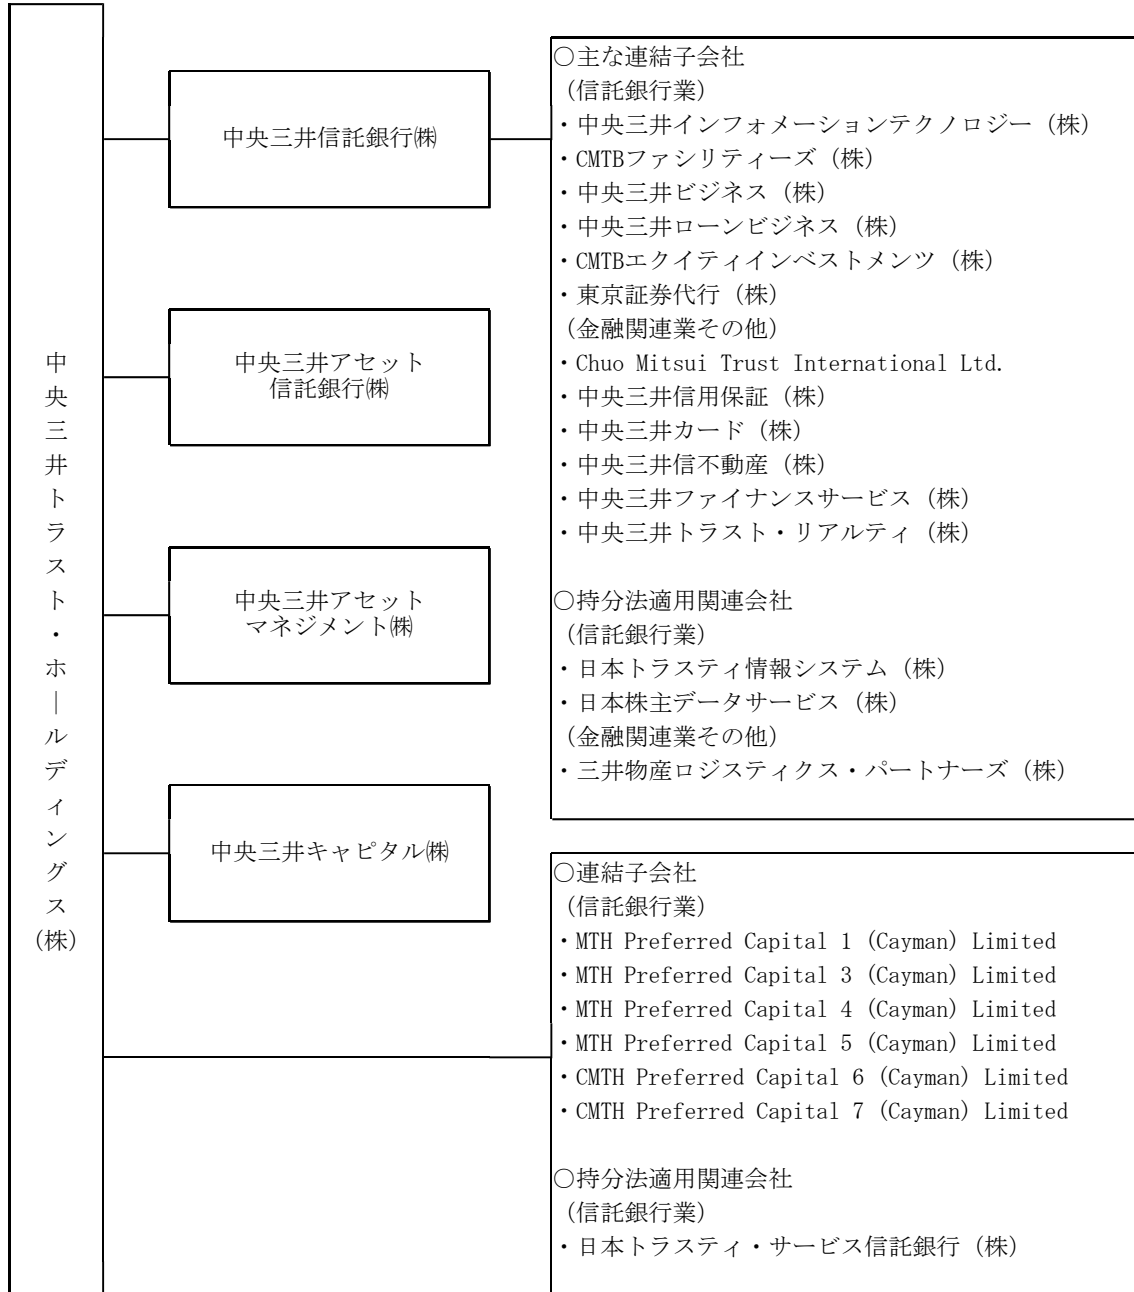 中央三井トラスト・ホールディングス(株)
中央三井信託銀行㈱
中央三井アセット
信託銀行㈱
中央三井アセット
マネジメント㈱
中央三井キャピタル㈱
○主な連結子会社
(信託銀行業)
・中央三井インフォメーションテクノロジー(株)
・CMTBファシリティーズ(株)
・中央三井ビジネス(株)
・中央三井ローンビジネス(株)
・CMTBエクイティインベストメンツ(株)
・東京証券代行(株)
(金融関連業その他)
・Chuo Mitsui Trust International Ltd.
・中央三井信用保証(株)
・中央三井カード(株)
・中央三井信不動産(株)
・中央三井ファイナンスサービス(株)
・中央三井トラスト・リアルティ(株)
○持分法適用関連会社
(信託銀行業)
・日本トラスティ情報システム(株)
・日本株主データサービス(株)
(金融関連業その他)
・三井物産ロジスティクス・パートナーズ(株)
○連結子会社
(信託銀行業)
・MTH Preferred Capital 1 (Cayman) Limited
・MTH Preferred Capital 3 (Cayman) Limited
・MTH Preferred Capital 4 (Cayman) Limited
・MTH Preferred Capital 5 (Cayman) Limited
・CMTH Preferred Capital 6 (Cayman) Limited
・CMTH Preferred Capital 7 (Cayman) Limited
○持分法適用関連会社
(信託銀行業)
・日本トラスティ・サービス信託銀行(株)